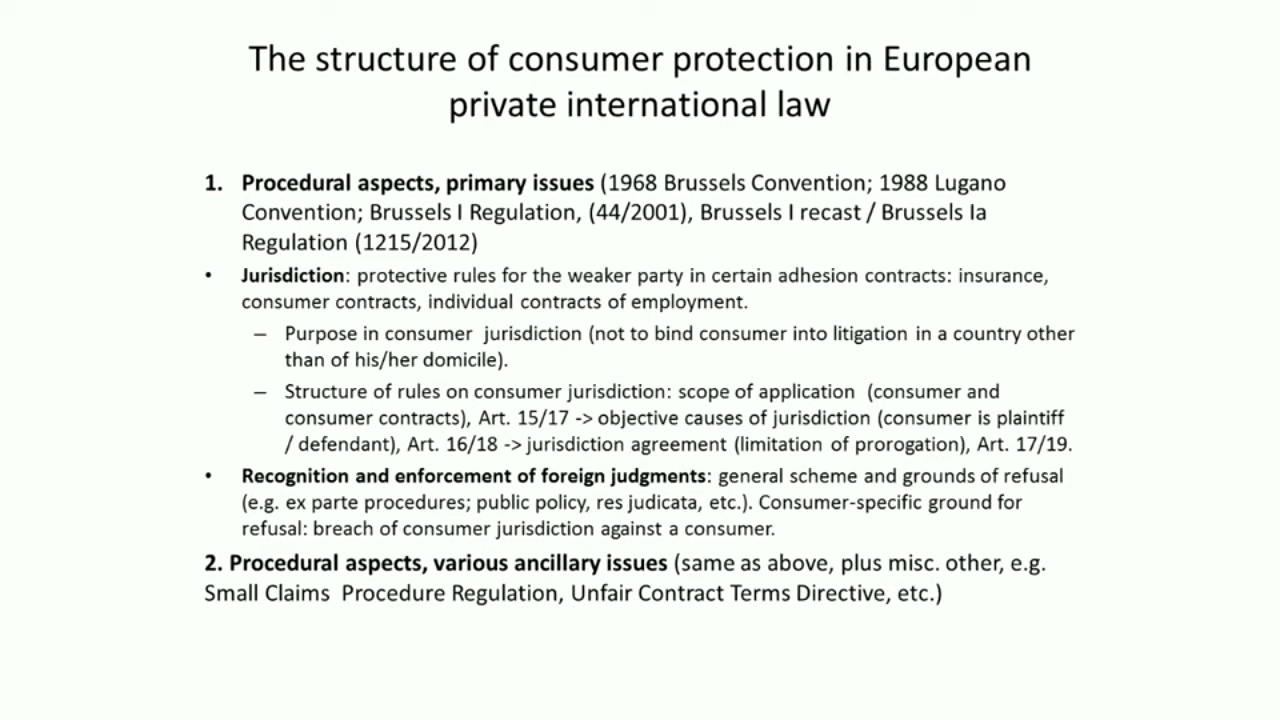 The structure of consumer protection in European
private international law
1. Procedural aspects, primary issues (1968 Brussels Convention; 1988 Lugano
Convention; Brussels I Regulation, (44/2001), Brussels I recast / Brussels Ia
Regulation (1215/2012)
• Jurisdiction: protective rules for the weaker party in certain adhesion contracts: insurance,
consumer contracts, individual contracts of employment.
– Purpose in consumer jurisdiction (not to bind consumer into litigation in a country other
than of his/her domicile).
– Structure of rules on consumer jurisdiction: scope of application (consumer and
consumer contracts), Art. 15/17 -> objective causes of jurisdiction (consumer is plaintiff
/ defendant), Art. 16/18 -> jurisdiction agreement (limitation of prorogation), Art. 17/19.
• Recognition and enforcement of foreign judgments: general scheme and grounds of refusal
(e.g. ex parte procedures; public policy, res judicata, etc.). Consumer-specific ground for
refusal: breach of consumer jurisdiction against a consumer.
2. Procedural aspects, various ancillary issues (same as above, plus misc. other, e.g.
Small Claims Procedure Regulation, Unfair Contract Terms Directive, etc.)